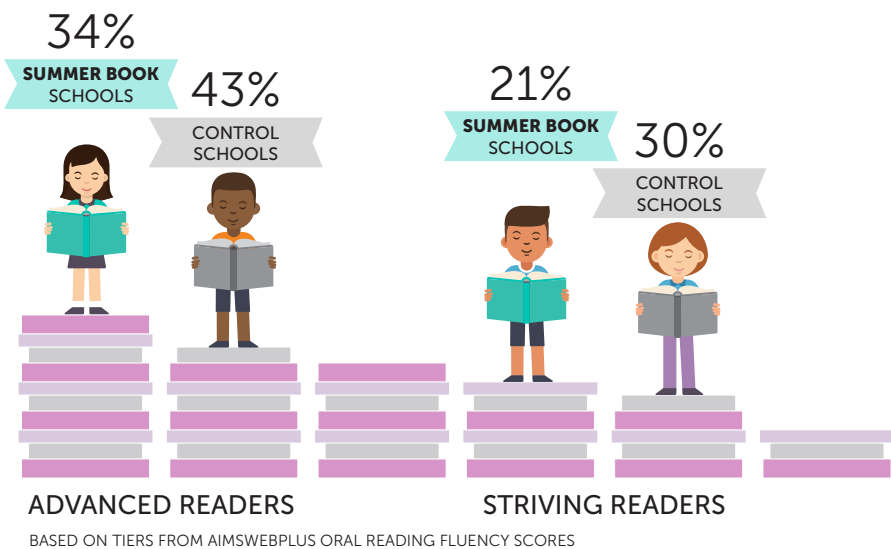 34%
SUMMER BOOK
SCHOOLS
43%
CONTROL
SCHOOLS
21%
SUMMER BOOK
SCHOOLS
30%
CONTROL
SCHOOLS
ADVANCED READERS
STRIVING READERS
BASED ON TIERS FROM AIMSWEBPLUS ORAL READING FLUENCY SCORES